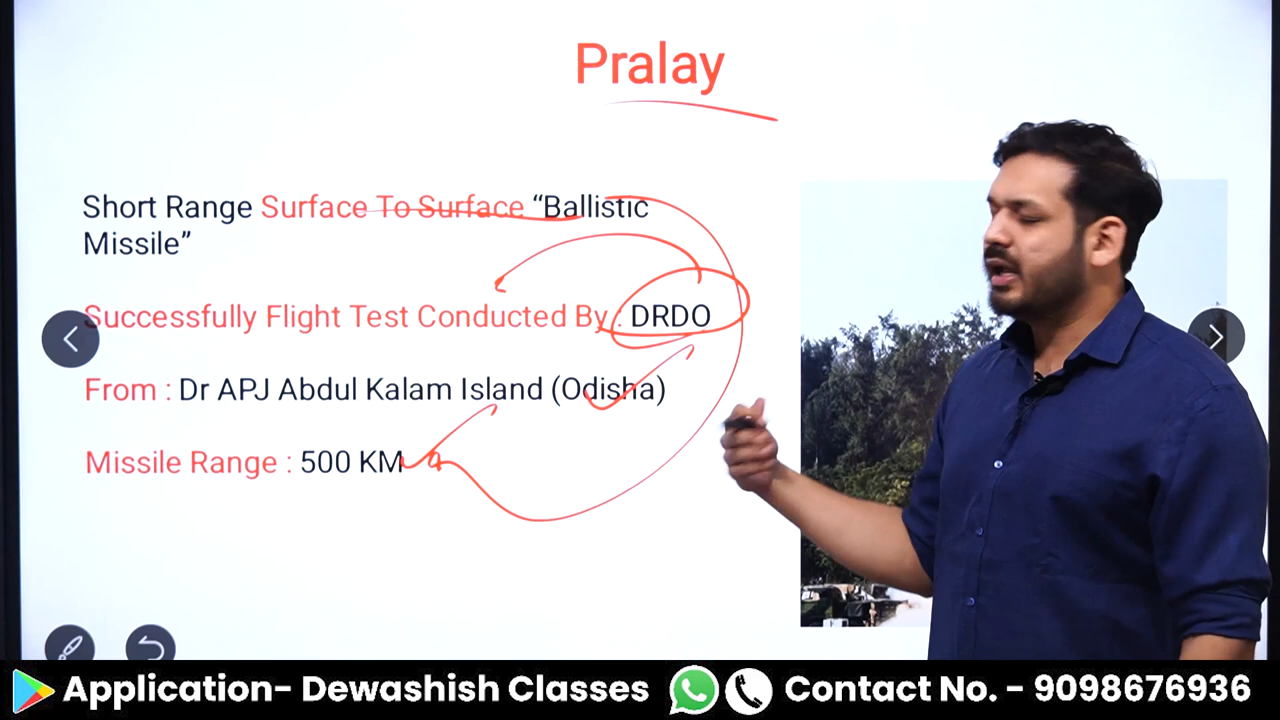 Pralay
Short Range Surface To Surface “Ballistic
Missile”
Successfully Flight Test Conducted By : DRDO
From : Dr APJ Abdul Kalam Island (Odisha)
Missile Range : 500 KM
Application- Dewashish Classes Contact No. - 9098676936